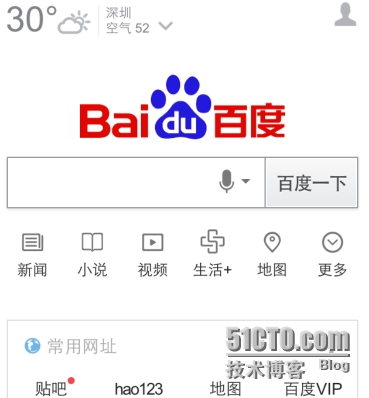 30° 深圳
空气 52
Bai du 百度
百度一下
新闻 小说 视频 生活+ 地图 更多
常用网址
51CTO.com
技术博客 Blog
贴吧 hao123 地图 百度VIP